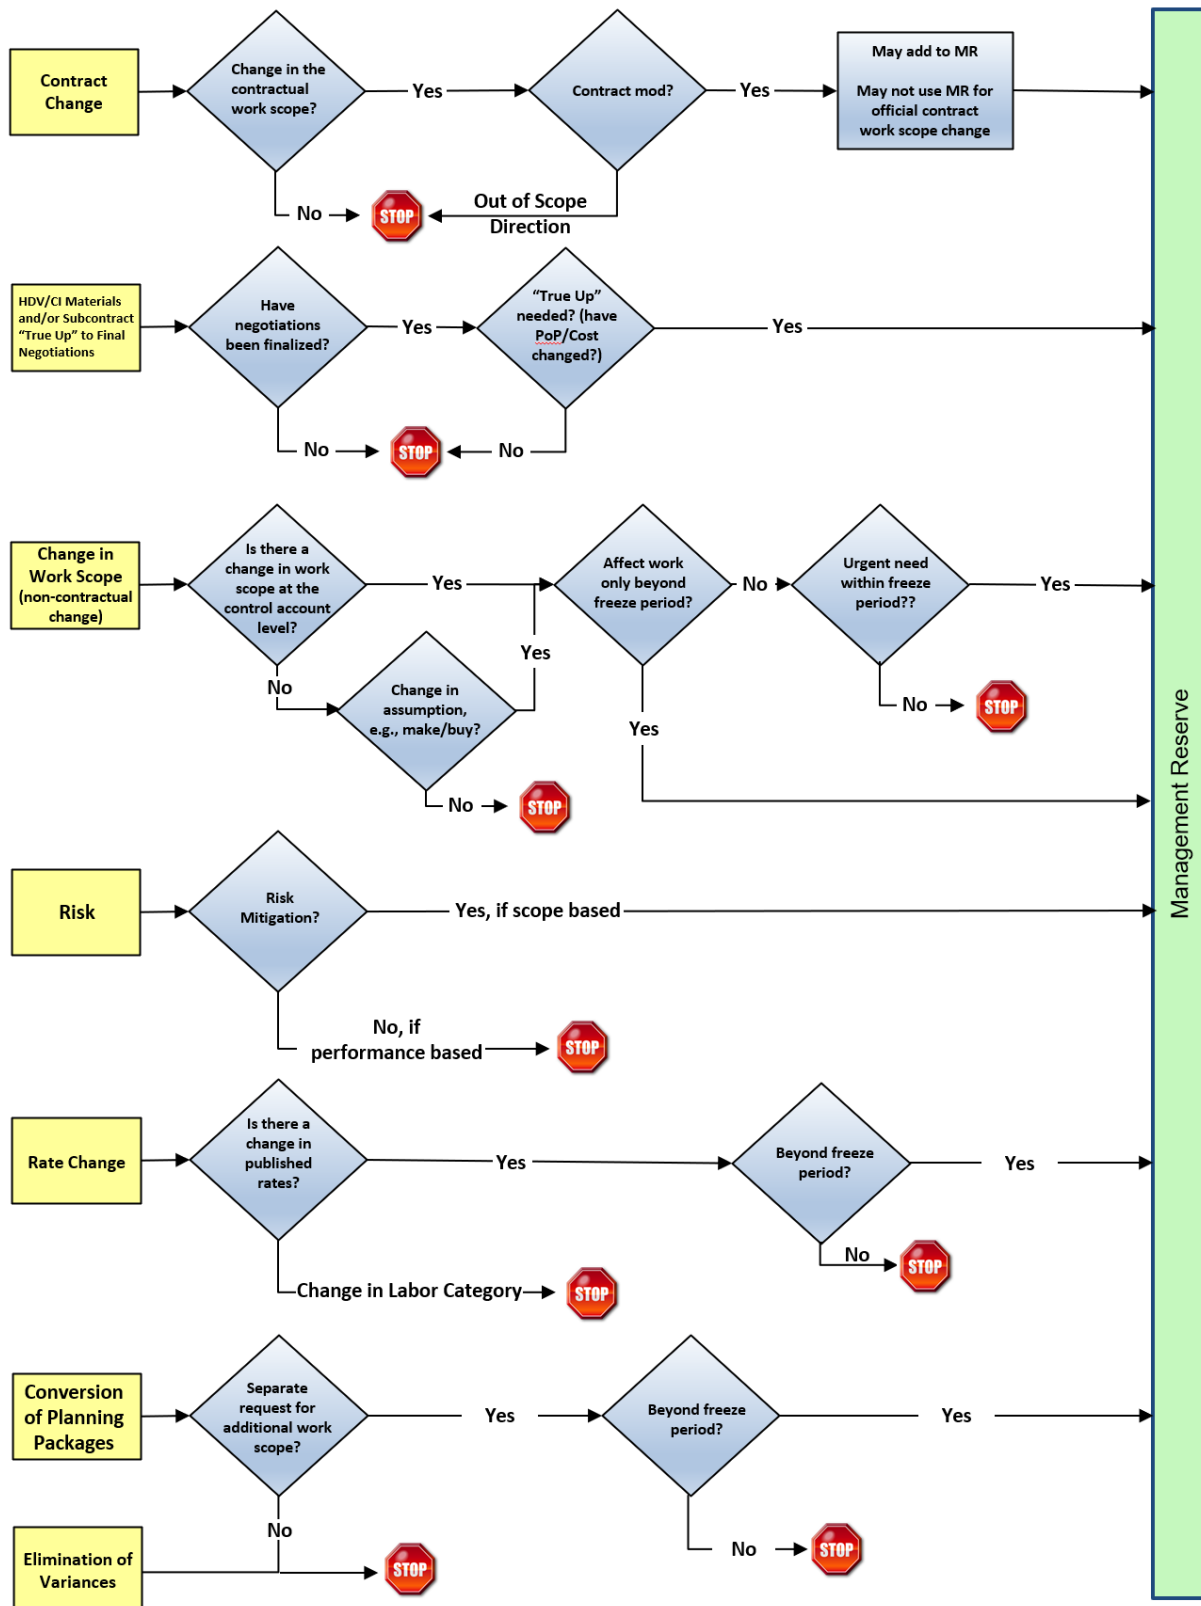 Contract
Change
Change in the
contractual
work scope?
Yes
Contract mod?
Yes
May add to MR
May not use MR for
official contract
work scope change
No
STOP
Out of Scope
Direction
HDV/CI Materials
and/or Subcontract
“True Up” to Final
Negotiations
Have
negotiations
been finalized?
Yes
“True Up”
needed? (have
PoP/Cost
changed?)
Yes
No
STOP
No
Change in
Work Scope
(non-contractual
change)
Is there a
change in work
scope at the
control account
level?
Yes
Affect work
only beyond
freeze period?
No
Urgent need
within freeze
period??
Yes
No
Change in
assumption,
e.g., make/buy?
Yes
Yes
No
STOP
No
STOP
Risk
Risk
Mitigation?
Yes, if scope based
No, if
performance based
STOP
Rate Change
Is there a
change in
published
rates?
Yes
Beyond freeze
period?
Yes
No
STOP
Change in Labor Category
STOP
Conversion
of Planning
Packages
Separate
request for
additional work
scope?
Yes
Beyond freeze
period?
Yes
No
No
STOP
Elimination of
Variances
STOP
Management Reserve